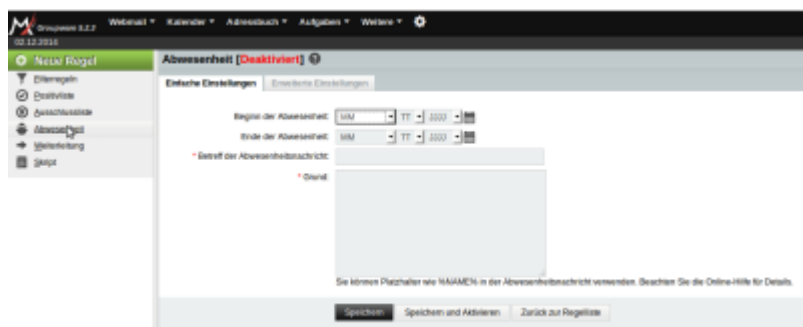 Groupware 5.2.2 Webmail Kalender Adressbuch Aufgaben Weitere
02.12.2014
Neue Regel
Filterregeln
Positivliste
Ausschlussliste
Abwesenheit
Weiterleitung
Skript
Abwesenheit [Deaktiviert]
Einfache Einstellungen Erweiterte Einstellungen
Beginn der Abwesenheit: MM TT JJJJ
Ende der Abwesenheit: MM TT JJJJ
* Betreff der Abwesenheitsnachricht:
* Grund:
Sie können Platzhalter wie %NAME% in der Abwesenheitsnachricht verwenden. Beachten Sie die Online-Hilfe für Details.
Speichern Speichern und Aktivieren Zurück zur Regelliste